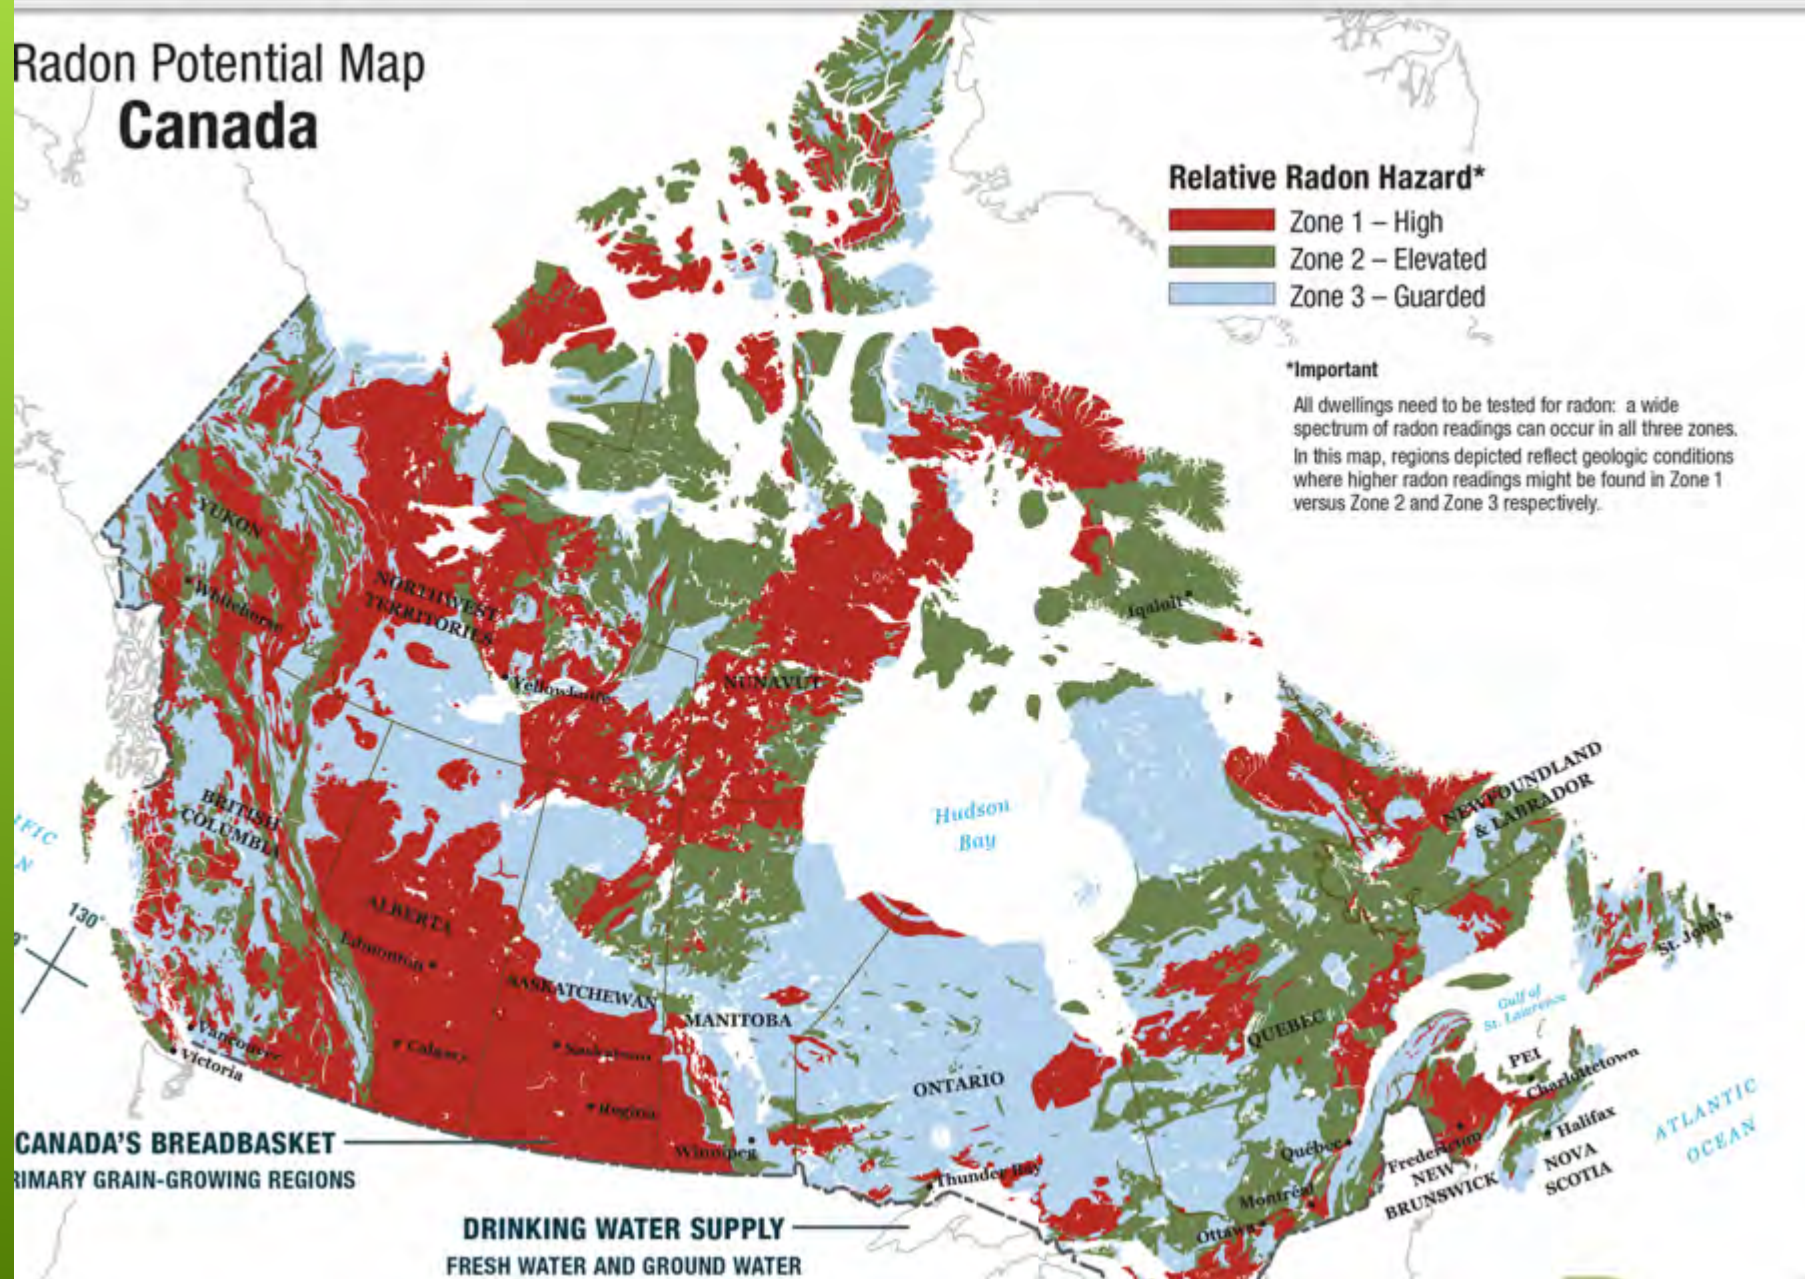 Radon Potential Map
Canada
Relative Radon Hazard*
Zone 1 – High
Zone 2 – Elevated
Zone 3 – Guarded
*Important
All dwellings need to be tested for radon: a wide
spectrum of radon readings can occur in all three zones.
In this map, regions depicted reflect geologic conditions
where higher radon readings might be found in Zone 1
versus Zone 2 and Zone 3 respectively.
YUKON
Whitehorse
NORTHWEST
TERRITORIES
Yellowknife
NUNAVUT
Iqaluit
Hudson
Bay
NEWFOUNDLAND
& LABRADOR
St. John's
BRITISH
COLUMBIA
130°
ALBERTA
Edmonton
SASKATCHEWAN
MANITOBA
ONTARIO
QUEBEC
Gulf of
St. Laurence
PEI
Charlottetown
Halifax
NOVA
SCOTIA
ATLANTIC
OCEAN
Vancouver
Victoria
Calgary
Saskatoon
Regina
Winnipeg
Thunder Bay
Québec
Montréal
Ottawa
Fredericton
NEW
BRUNSWICK
CANADA'S BREADBASKET
RIMARY GRAIN-GROWING REGIONS
DRINKING WATER SUPPLY
FRESH WATER AND GROUND WATER